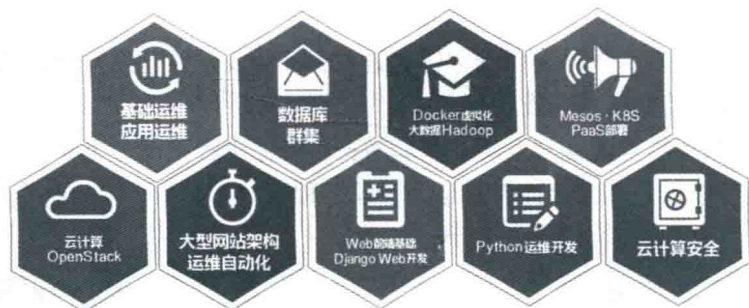 基础运维
应用运维
数据库
群集
Docker虚拟化
大数据Hadoop
Mesos·K8S
PaaS部署
云计算
OpenStack
大型网站架构
运维自动化
Web前端基础
Django Web开发
Python运维开发
云计算安全